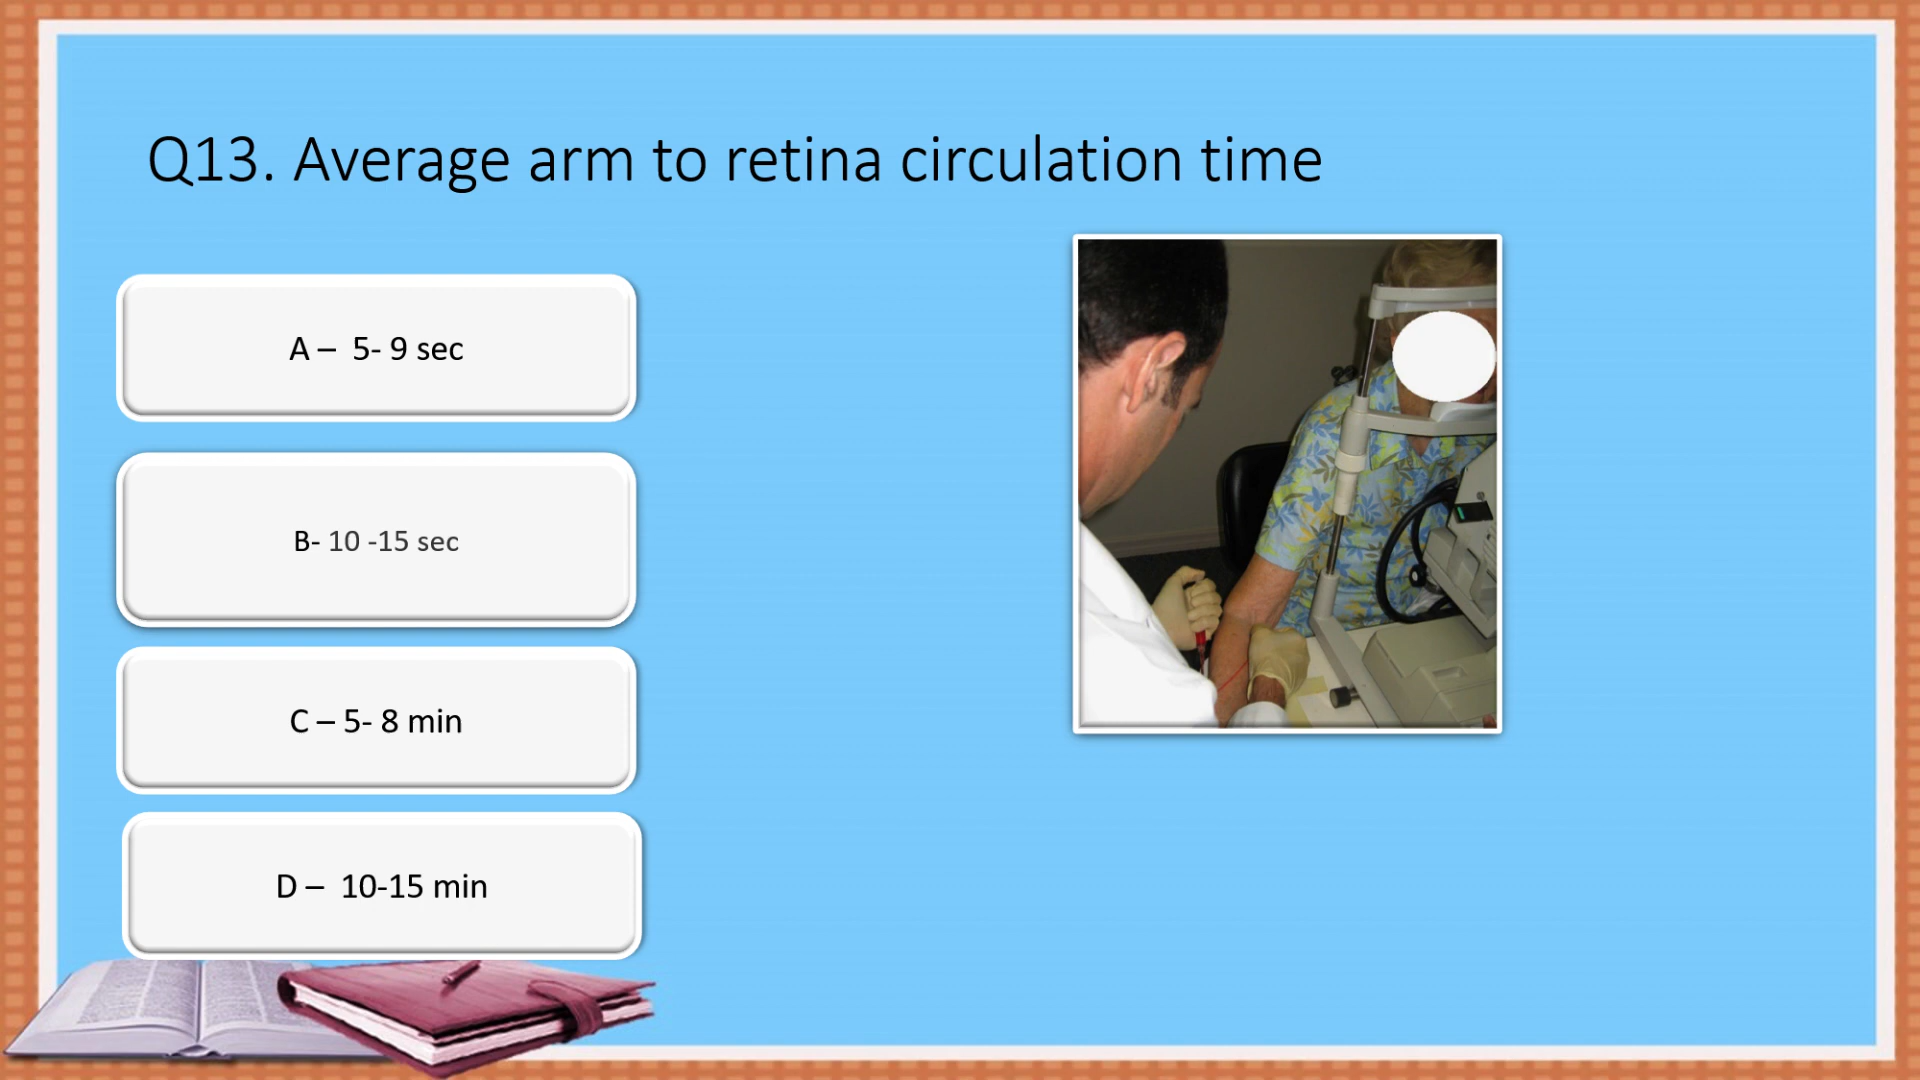 Q13. Average arm to retina circulation time
A – 5- 9 sec
B- 10 -15 sec
C – 5- 8 min
D – 10-15 min